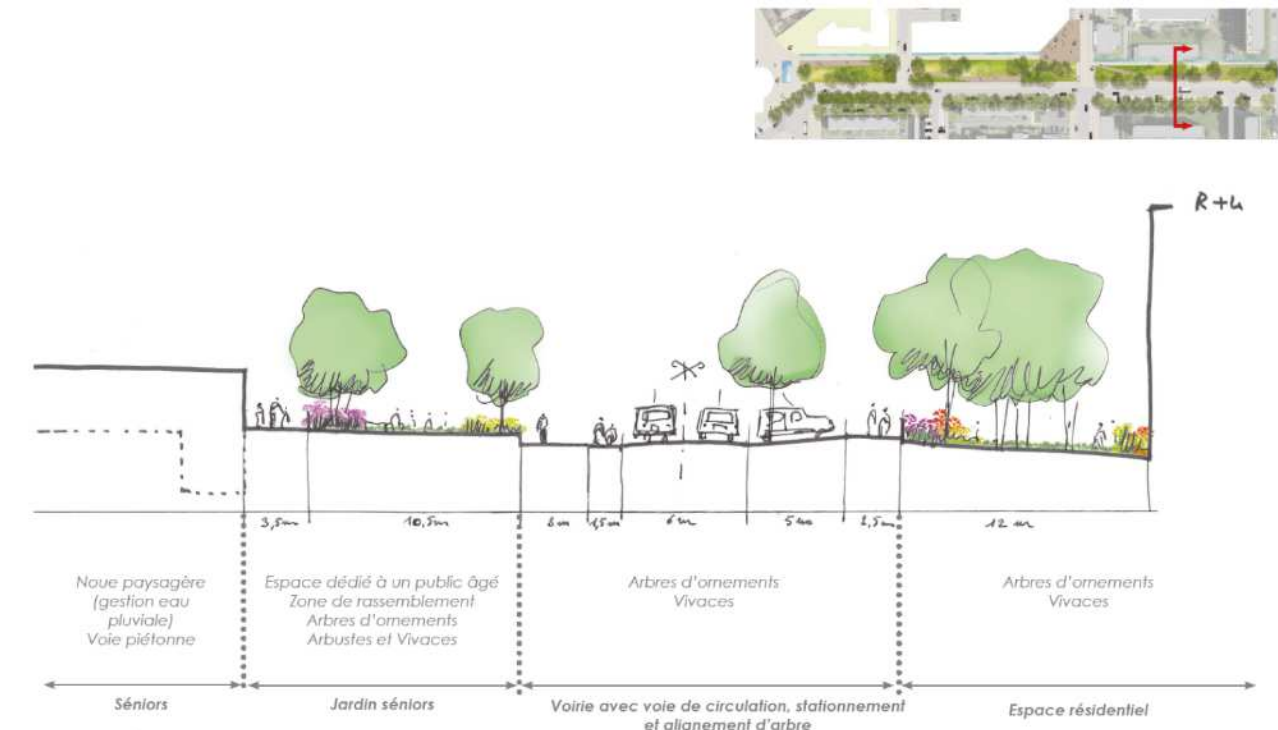 R+4
3,5m
10,5m
1,5m
6m
5m
2,5m
12 m
Noue paysagère
(gestion eau
pluviale)
Voie piétonne
Espace dédié à un public âgé
Zone de rassemblement
Arbres d'ornements
Arbustes et Vivaces
Arbres d'ornements
Vivaces
Arbres d'ornements
Vivaces
Séniors
Jardin séniors
Voirie avec voie de circulation, stationnement
et alignement d'arbre
Espace résidentiel